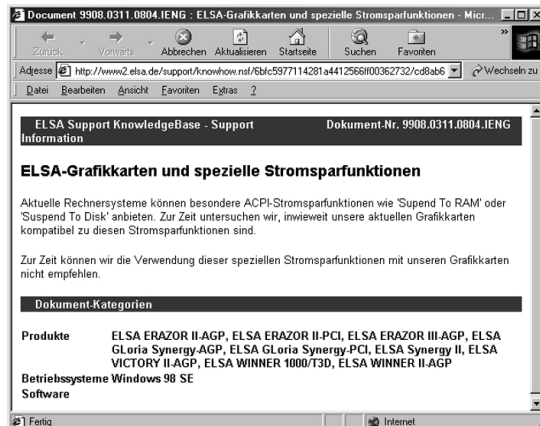 Document 9908.0311.0804.IENG : ELSA-Grafikkarten und spezielle Stromsparfunktionen - Micr...
Zurück Vorwärts Abbrechen Aktualisieren Startseite Suchen Favoriten »
Adresse http://www2.elsa.de/support/knowhow.nsf/6bfc5977114281a4412566ff00362732/cd8ab6 Wechseln zu
Datei Bearbeiten Ansicht Favoriten Extras ?
ELSA Support KnowledgeBase - Support Dokument-Nr. 9908.0311.0804.IENG
Information
ELSA-Grafikkarten und spezielle Stromsparfunktionen
Aktuelle Rechnersysteme können besondere ACPI-Stromsparfunktionen wie 'Supend To RAM' oder
'Suspend To Disk' anbieten. Zur Zeit untersuchen wir, inwieweit unsere aktuellen Grafikkarten
kompatibel zu diesen Stromsparfunktionen sind.
Zur Zeit können wir die Verwendung dieser speziellen Stromsparfunktionen mit unseren Grafikkarten
nicht empfehlen.
Dokument-Kategorien
Produkte ELSA ERAZOR II-AGP, ELSA ERAZOR II-PCI, ELSA ERAZOR III-AGP, ELSA
GLoria Synergy-AGP, ELSA GLoria Synergy-PCI, ELSA Synergy II, ELSA
VICTORY II-AGP, ELSA WINNER 1000/T3D, ELSA WINNER II-AGP
Betriebssysteme Windows 98 SE
Software
Fertig Internet